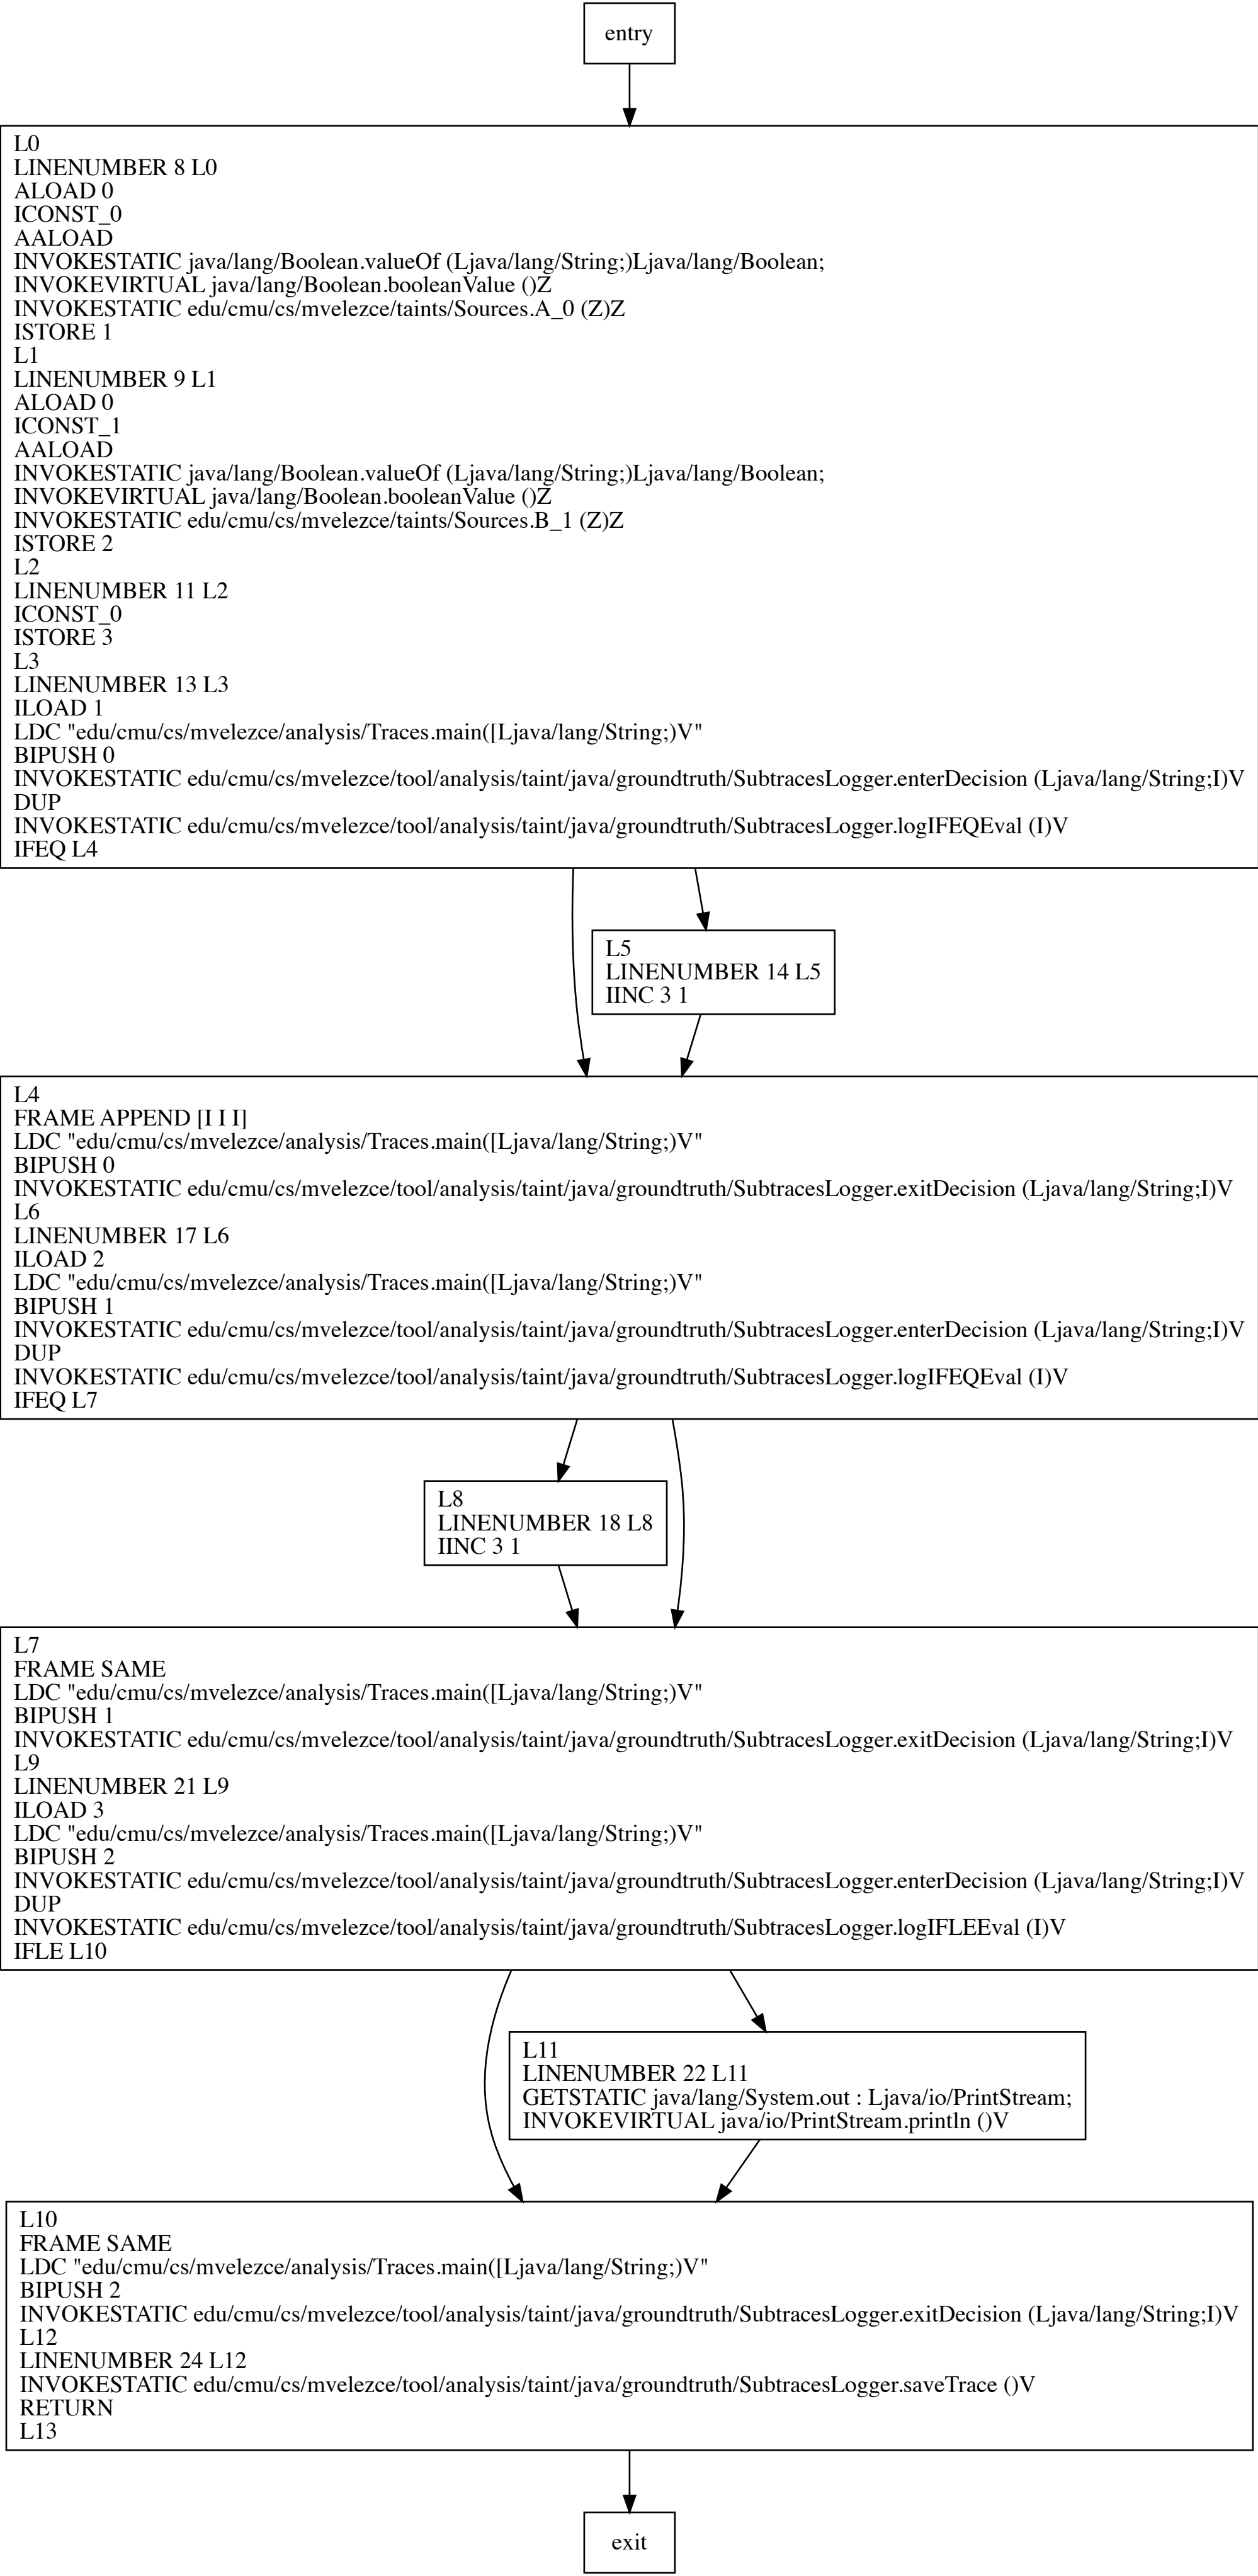 entry
L0
LINENUMBER 8 L0
ALOAD 0
ICONST_0
AALOAD
INVOKESTATIC java/lang/Boolean.valueOf (Ljava/lang/String;)Ljava/lang/Boolean;
INVOKEVIRTUAL java/lang/Boolean.booleanValue ()Z
INVOKESTATIC edu/cmu/cs/mvelezce/taints/Sources.A_0 (Z)Z
ISTORE 1
L1
LINENUMBER 9 L1
ALOAD 0
ICONST_1
AALOAD
INVOKESTATIC java/lang/Boolean.valueOf (Ljava/lang/String;)Ljava/lang/Boolean;
INVOKEVIRTUAL java/lang/Boolean.booleanValue ()Z
INVOKESTATIC edu/cmu/cs/mvelezce/taints/Sources.B_1 (Z)Z
ISTORE 2
L2
LINENUMBER 11 L2
ICONST_0
ISTORE 3
L3
LINENUMBER 13 L3
ILOAD 1
LDC "edu/cmu/cs/mvelezce/analysis/Traces.main([Ljava/lang/String;)V"
BIPUSH 0
INVOKESTATIC edu/cmu/cs/mvelezce/tool/analysis/taint/java/groundtruth/SubtracesLogger.enterDecision (Ljava/lang/String;I)V
DUP
INVOKESTATIC edu/cmu/cs/mvelezce/tool/analysis/taint/java/groundtruth/SubtracesLogger.logIFEQEval (I)V
IFEQ L4
L5
LINENUMBER 14 L5
IINC 3 1
L4
FRAME APPEND [I I I]
LDC "edu/cmu/cs/mvelezce/analysis/Traces.main([Ljava/lang/String;)V"
BIPUSH 0
INVOKESTATIC edu/cmu/cs/mvelezce/tool/analysis/taint/java/groundtruth/SubtracesLogger.exitDecision (Ljava/lang/String;I)V
L6
LINENUMBER 17 L6
ILOAD 2
LDC "edu/cmu/cs/mvelezce/analysis/Traces.main([Ljava/lang/String;)V"
BIPUSH 1
INVOKESTATIC edu/cmu/cs/mvelezce/tool/analysis/taint/java/groundtruth/SubtracesLogger.enterDecision (Ljava/lang/String;I)V
DUP
INVOKESTATIC edu/cmu/cs/mvelezce/tool/analysis/taint/java/groundtruth/SubtracesLogger.logIFEQEval (I)V
IFEQ L7
L8
LINENUMBER 18 L8
IINC 3 1
L7
FRAME SAME
LDC "edu/cmu/cs/mvelezce/analysis/Traces.main([Ljava/lang/String;)V"
BIPUSH 1
INVOKESTATIC edu/cmu/cs/mvelezce/tool/analysis/taint/java/groundtruth/SubtracesLogger.exitDecision (Ljava/lang/String;I)V
L9
LINENUMBER 21 L9
ILOAD 3
LDC "edu/cmu/cs/mvelezce/analysis/Traces.main([Ljava/lang/String;)V"
BIPUSH 2
INVOKESTATIC edu/cmu/cs/mvelezce/tool/analysis/taint/java/groundtruth/SubtracesLogger.enterDecision (Ljava/lang/String;I)V
DUP
INVOKESTATIC edu/cmu/cs/mvelezce/tool/analysis/taint/java/groundtruth/SubtracesLogger.logIFLEEval (I)V
IFLE L10
L11
LINENUMBER 22 L11
GETSTATIC java/lang/System.out : Ljava/io/PrintStream;
INVOKEVIRTUAL java/io/PrintStream.println ()V
L10
FRAME SAME
LDC "edu/cmu/cs/mvelezce/analysis/Traces.main([Ljava/lang/String;)V"
BIPUSH 2
INVOKESTATIC edu/cmu/cs/mvelezce/tool/analysis/taint/java/groundtruth/SubtracesLogger.exitDecision (Ljava/lang/String;I)V
L12
LINENUMBER 24 L12
INVOKESTATIC edu/cmu/cs/mvelezce/tool/analysis/taint/java/groundtruth/SubtracesLogger.saveTrace ()V
RETURN
L13
exit